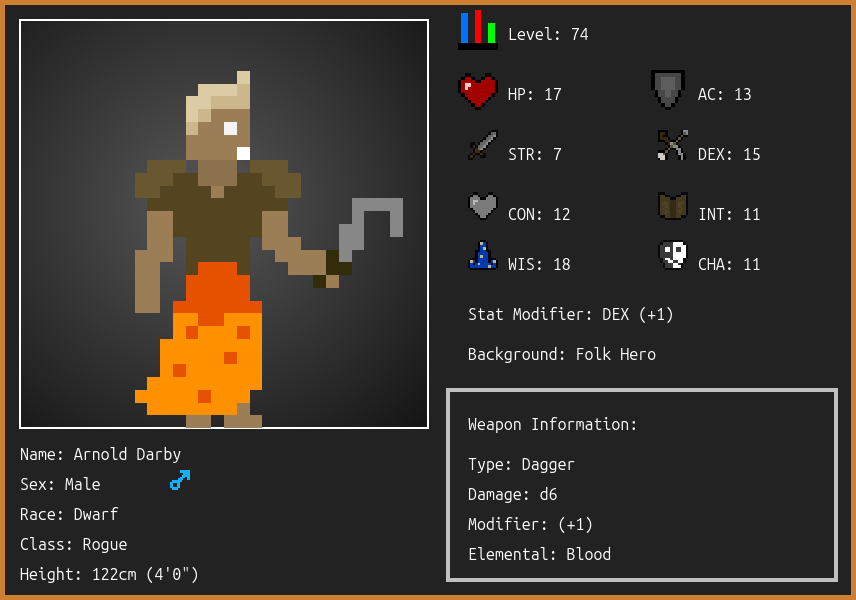 Level: 74
HP: 17
AC: 13
STR: 7
DEX: 15
CON: 12
INT: 11
WIS: 18
CHA: 11
Stat Modifier: DEX (+1)
Background: Folk Hero
Weapon Information:
Type: Dagger
Damage: d6
Modifier: (+1)
Elemental: Blood
Name: Arnold Darby
Sex: Male
Race: Dwarf
Class: Rogue
Height: 122cm (4'0")